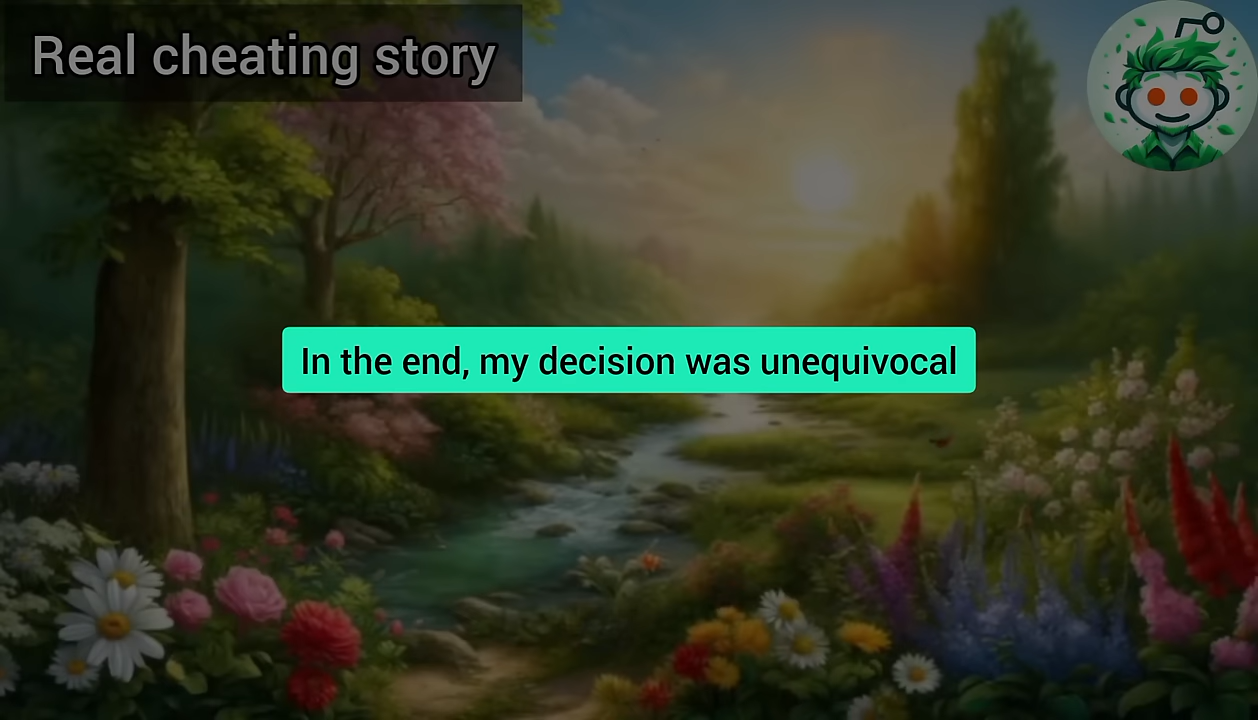 Real cheating story
In the end, my decision was unequivocal